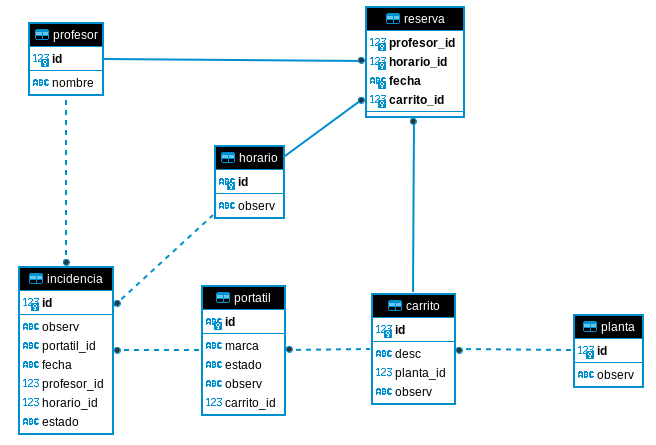 profesor
123 id
ABC nombre
reserva
123 profesor_id
123 horario_id
ABC fecha
123 carrito_id
horario
ABC id
ABC observ
incidencia
123 id
ABC observ
ABC portatil_id
ABC fecha
123 profesor_id
123 horario_id
ABC estado
portatil
ABC id
ABC marca
ABC estado
ABC observ
123 carrito_id
carrito
123 id
ABC desc
123 planta_id
ABC observ
planta
123 id
ABC observ